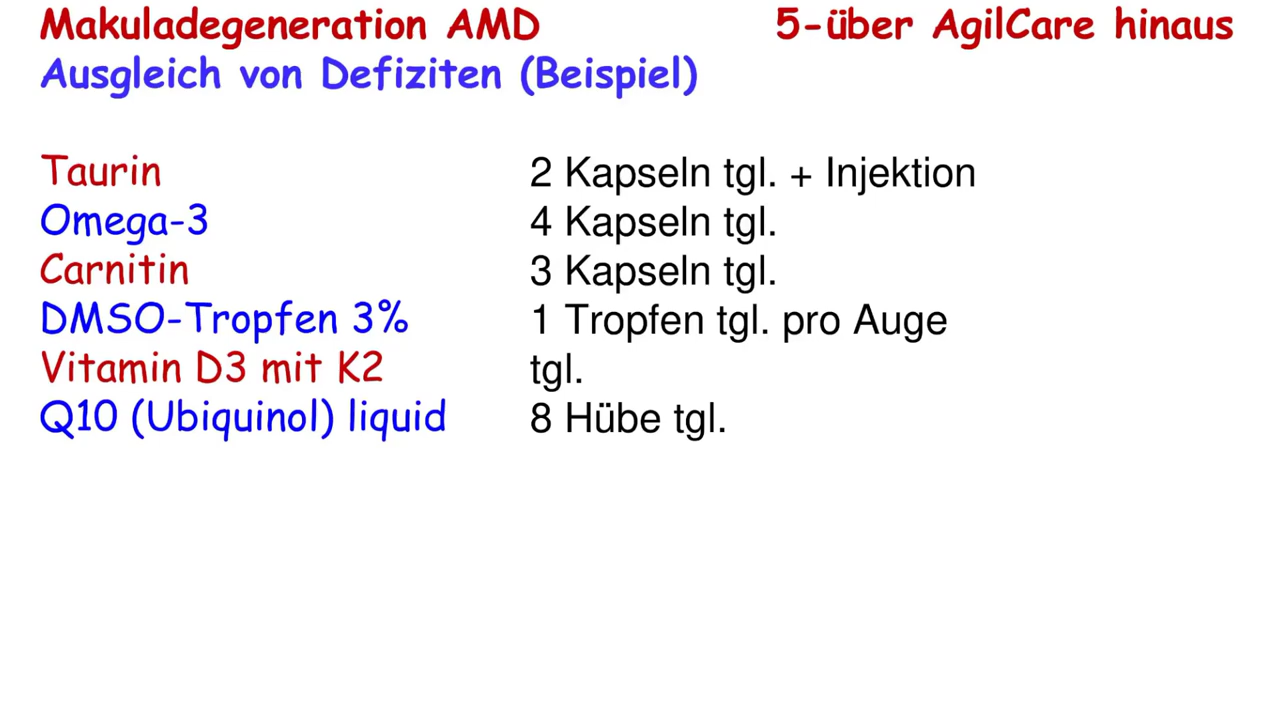 Makuladegeneration AMD 5-über AgilCare hinaus
Ausgleich von Defiziten (Beispiel)
Taurin 2 Kapseln tgl. + Injektion
Omega-3 4 Kapseln tgl.
Carnitin 3 Kapseln tgl.
DMSO-Tropfen 3% 1 Tropfen tgl. pro Auge
Vitamin D3 mit K2 tgl.
Q10 (Ubiquinol) liquid 8 Hübe tgl.